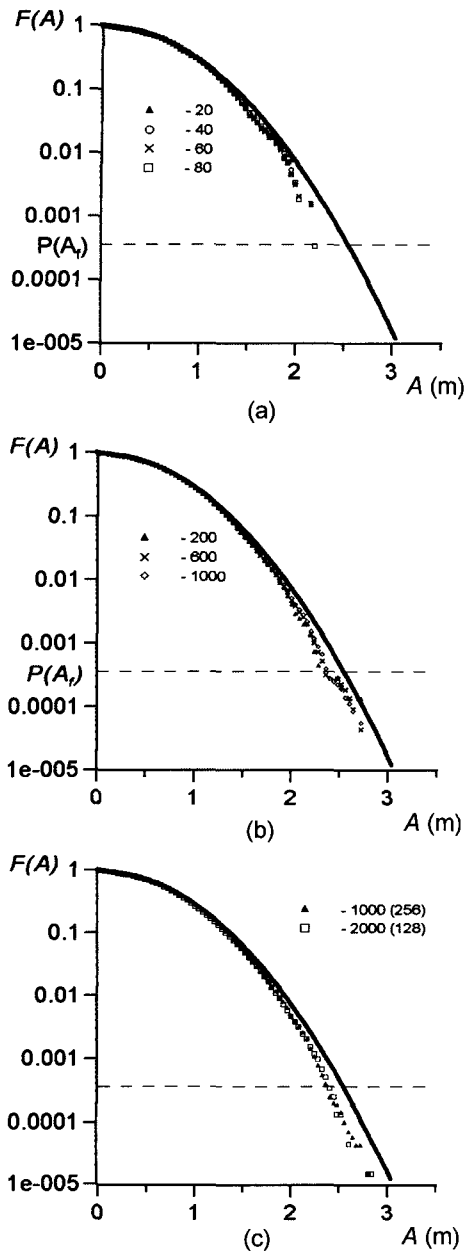 F(A)
1
0.1
0.01
0.001
P(A_f)
0.0001
1e-005
- 20
- 40
- 60
- 80
0 1 2 3
A (m)
(a)
F(A)
1
0.1
0.01
0.001
P(A_f)
0.0001
1e-005
- 200
- 600
- 1000
0 1 2 3
A (m)
(b)
F(A)
1
0.1
0.01
0.001
0.0001
1e-005
- 1000 (256)
- 2000 (128)
0 1 2 3
A (m)
(c)